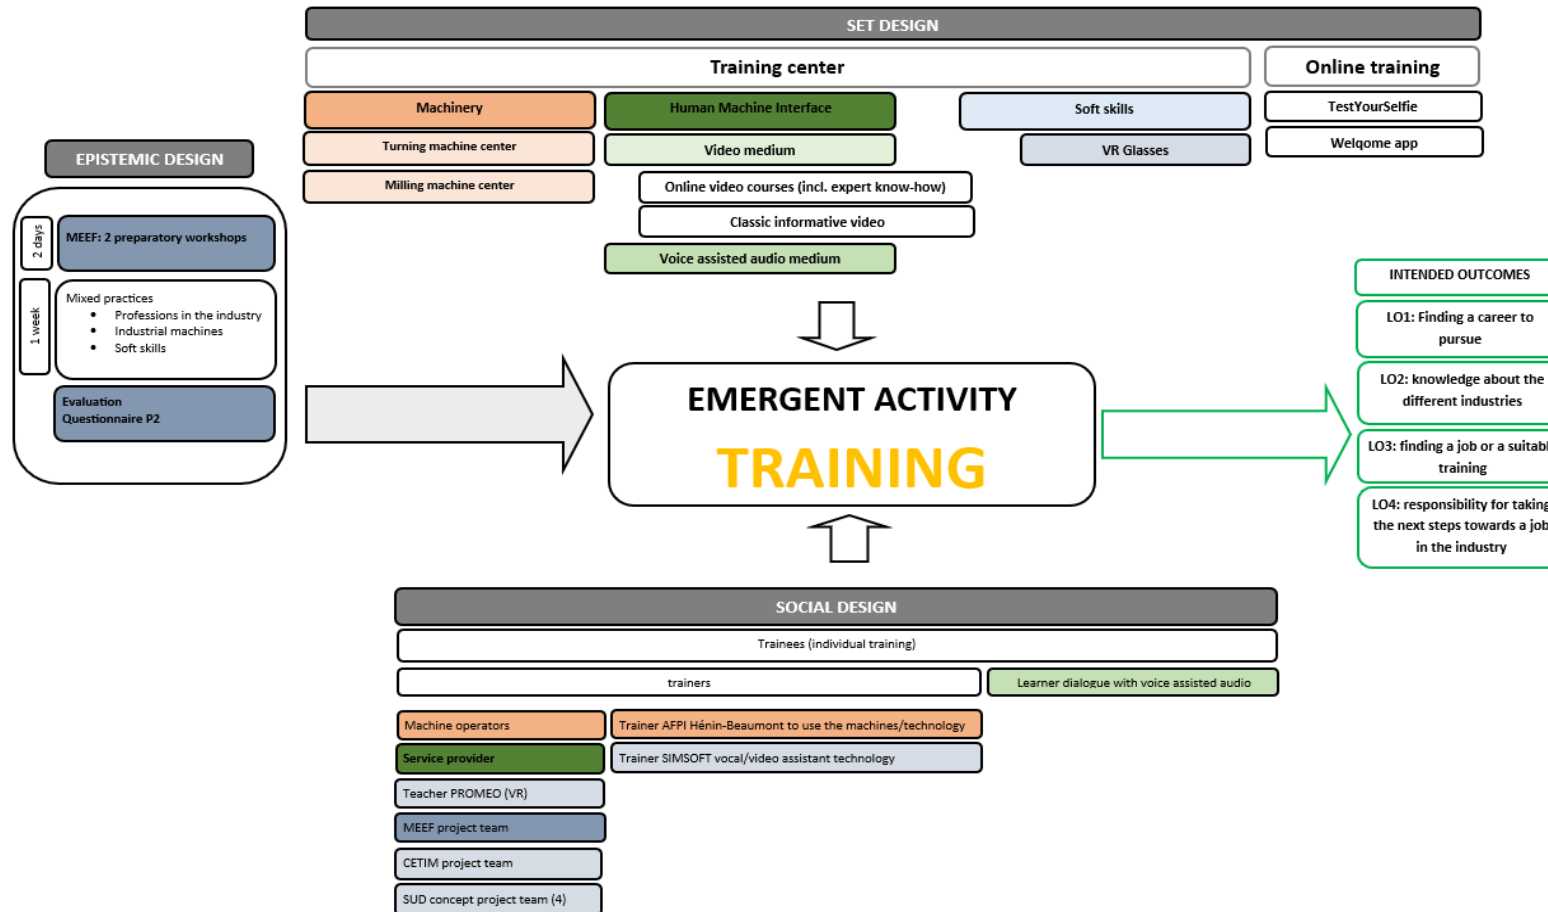 SET DESIGN
Training center
Online training
Machinery
Human Machine Interface
Soft skills
TestYourSelfie
Turning machine center
Video medium
VR Glasses
Welqome app
Milling machine center
Online video courses (incl. expert know-how)
Classic informative video
Voice assisted audio medium
EPISTEMIC DESIGN
2 days
MEEF: 2 preparatory workshops
1 week
Mixed practices
• Professions in the industry
• Industrial machines
• Soft skills
Evaluation
Questionnaire P2
EMERGENT ACTIVITY
TRAINING
INTENDED OUTCOMES
LO1: Finding a career to
pursue
LO2: knowledge about the
different industries
LO3: finding a job or a suitabl
training
LO4: responsibility for taking
the next steps towards a job
in the industry
SOCIAL DESIGN
Trainees (individual training)
trainers
Learner dialogue with voice assisted audio
Machine operators
Trainer AFPI Hénin-Beaumont to use the machines/technology
Service provider
Trainer SIMSOFT vocal/video assistant technology
Teacher PROMEO (VR)
MEEF project team
CETIM project team
SUD concept project team (4)